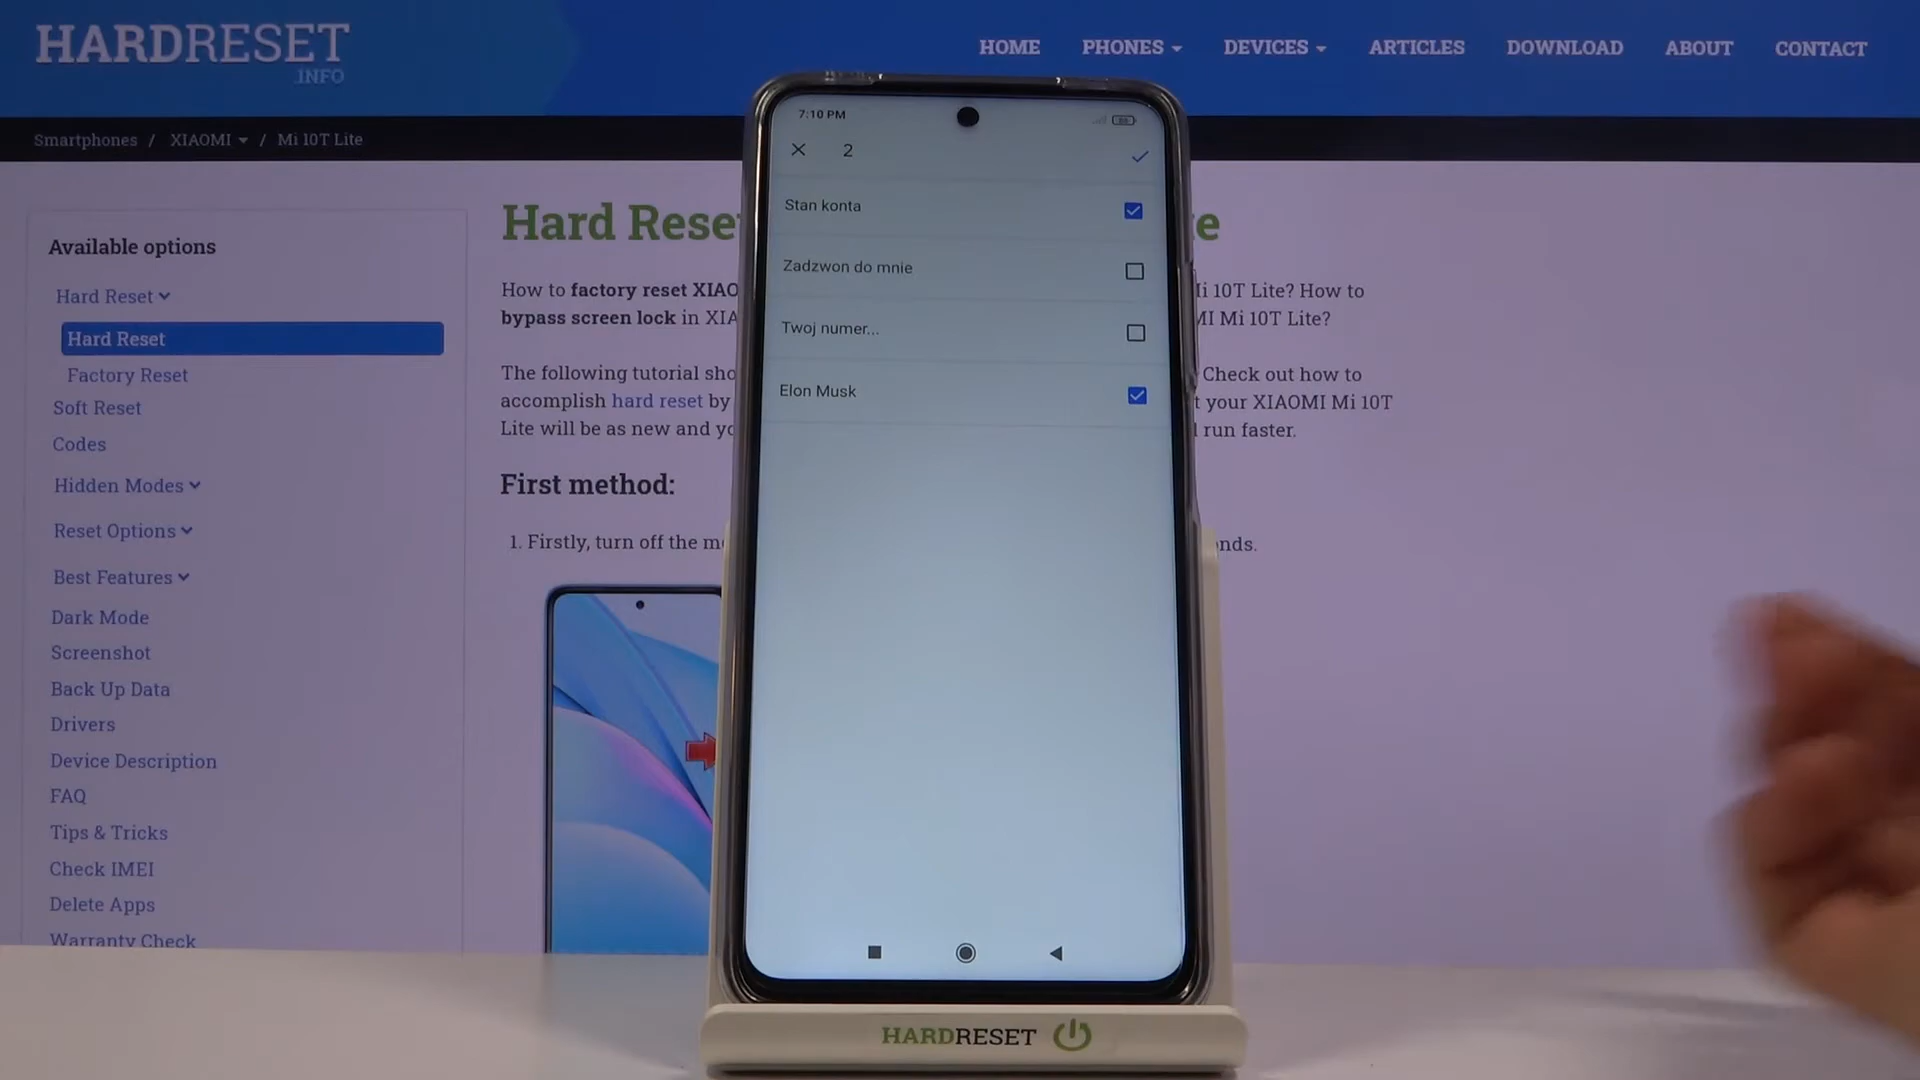 HARDRESET
.INFO
HOME PHONES DEVICES ARTICLES DOWNLOAD ABOUT CONTACT
Smartphones / XIAOMI / Mi 10T Lite
Available options
Hard Reset
Hard Reset
Factory Reset
Soft Reset
Codes
Hidden Modes
Reset Options
Best Features
Dark Mode
Screenshot
Back Up Data
Drivers
Device Description
FAQ
Tips & Tricks
Check IMEI
Delete Apps
Warranty Check
Hard Rese
How to factory reset XIAO Mi 10T Lite? How to
bypass screen lock in XIA MI Mi 10T Lite?
The following tutorial sho Check out how to
accomplish hard reset by t your XIAOMI Mi 10T
Lite will be as new and yo run faster.
First method:
1. Firstly, turn off the onds.
7:10 PM
2
Stan konta
Zadzwon do mnie
Twoj numer...
Elon Musk
HARDRESET